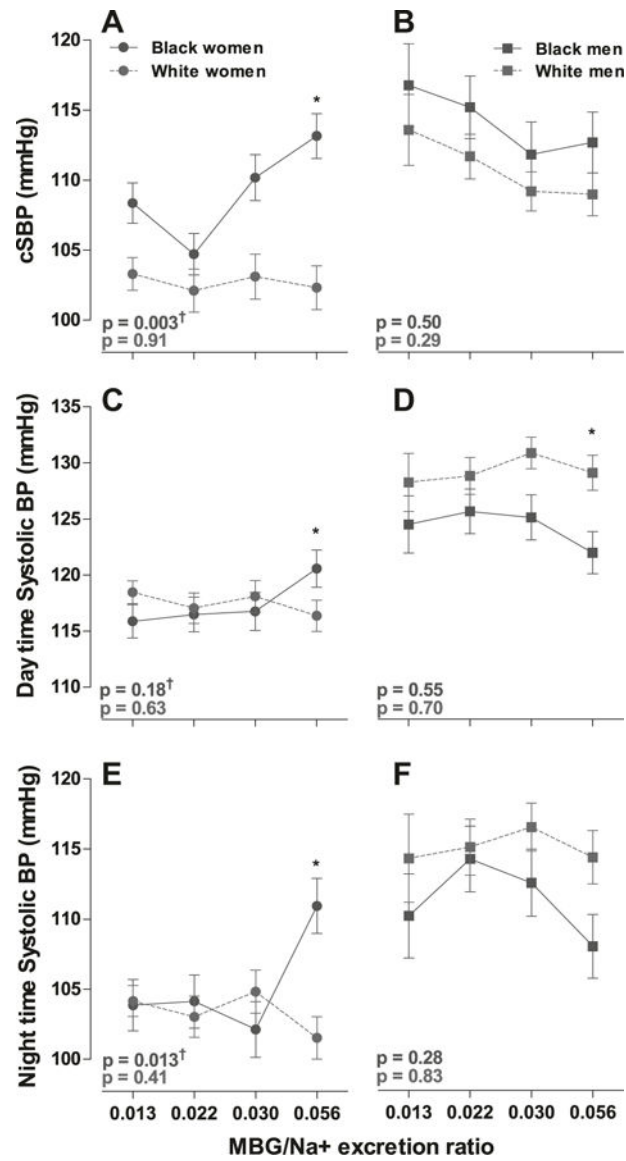 A
B
Black women
White women
Black men
White men
*
120
115
110
105
100
cSBP (mmHg)
p = 0.003†
p = 0.91
p = 0.50
p = 0.29
C
D
*
*
135
130
125
120
115
110
Day time Systolic BP (mmHg)
p = 0.18†
p = 0.63
p = 0.55
p = 0.70
E
F
*
120
115
110
105
100
Night time Systolic BP (mmHg)
p = 0.013†
p = 0.41
p = 0.28
p = 0.83
0.013 0.022 0.030 0.056
0.013 0.022 0.030 0.056
MBG/Na+ excretion ratio